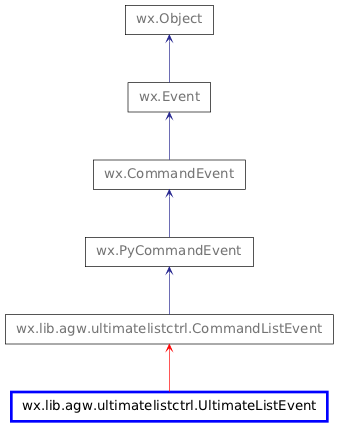 wx.Object
wx.Event
wx.CommandEvent
wx.PyCommandEvent
wx.lib.agw.ultimatelistctrl.CommandListEvent
wx.lib.agw.ultimatelistctrl.UltimateListEvent